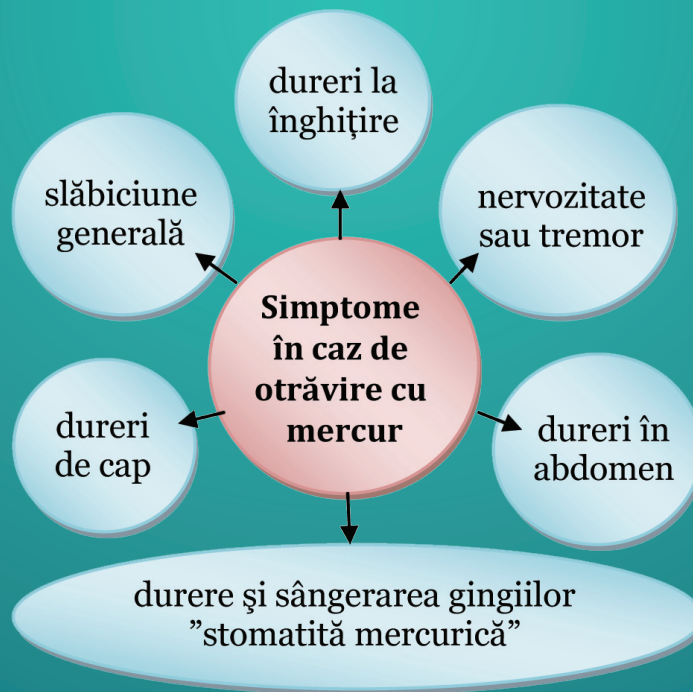 dureri la
înghițire
slăbiciune
generală
nervozitate
sau tremor
Simptome
în caz de
otrăvire cu
mercur
dureri
de cap
dureri în
abdomen
durere şi sângerarea gingiilor
”stomatită mercurică”